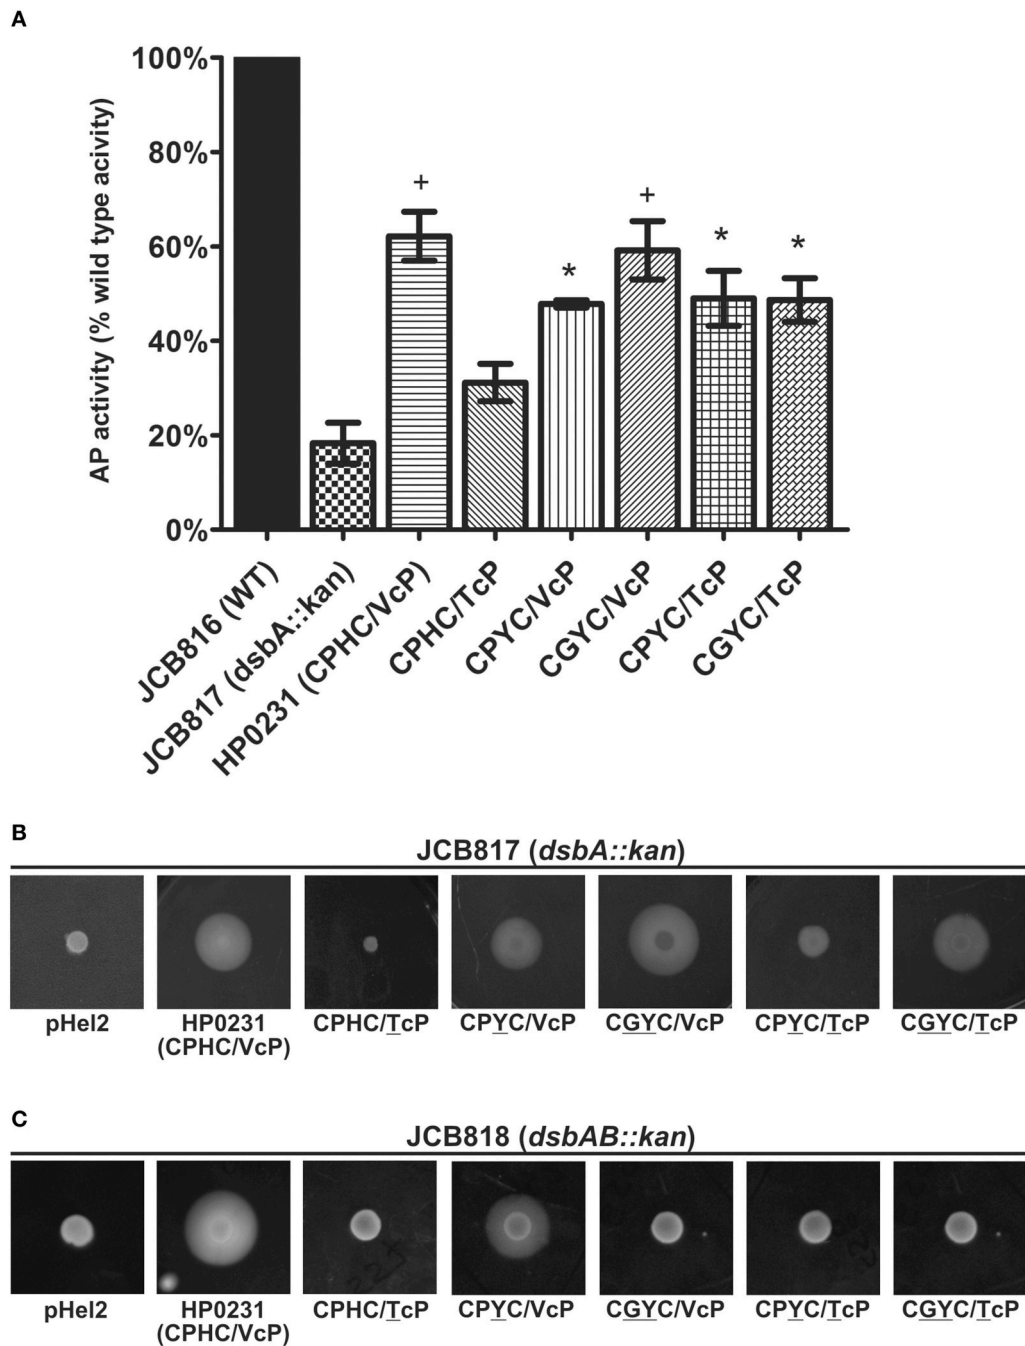 A
AP activity (% wild type acivity)
100%
80%
60%
40%
20%
0%
+
*
+
*
*
JCB816 (WT)
JCB817 (dsbA::kan)
HP0231 (CPHC/VcP)
CPHC/TcP
CPYC/VcP
CGYC/VcP
CPYC/TcP
CGYC/TcP
B
JCB817 (dsbA::kan)
pHel2
HP0231
(CPHC/VcP)
CPHC/TcP
CPYC/VcP
CGYC/VcP
CPYC/TcP
CGYC/TcP
C
JCB818 (dsbAB::kan)
pHel2
HP0231
(CPHC/VcP)
CPHC/TcP
CPYC/VcP
CGYC/VcP
CPYC/TcP
CGYC/TcP